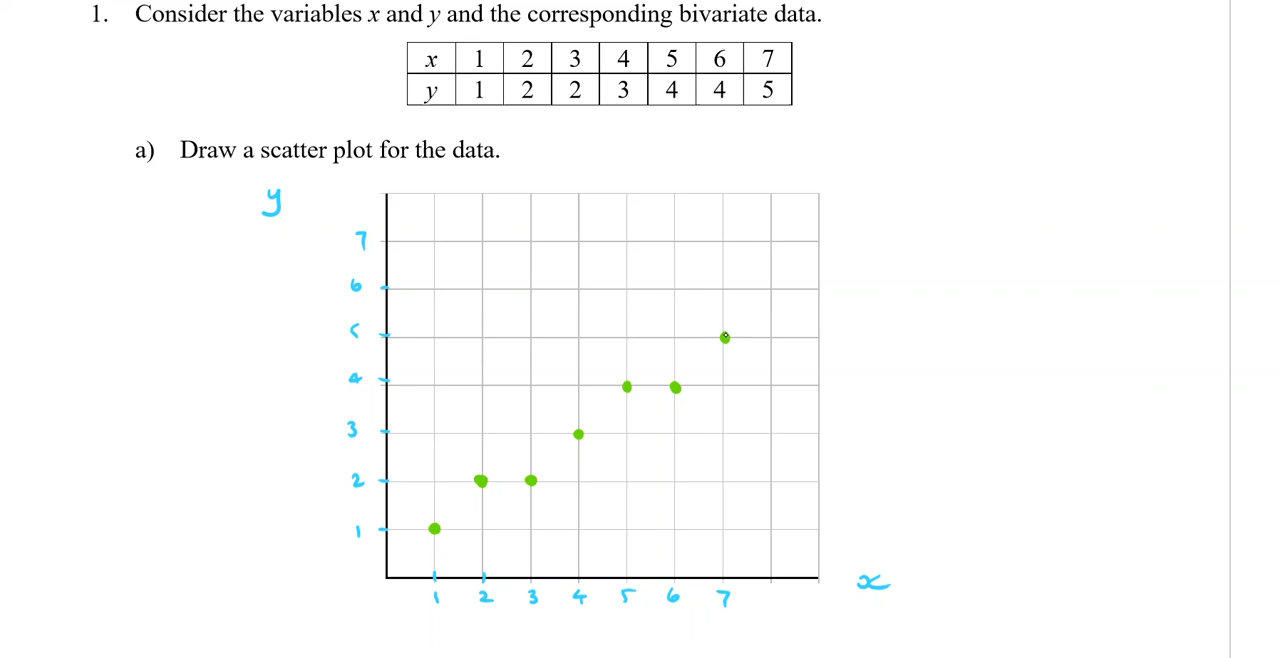 1. Consider the variables x and y and the corresponding bivariate data.
x 1 2 3 4 5 6 7
y 1 2 2 3 4 4 5
a) Draw a scatter plot for the data.
y
7
6
5
4
3
2
1
1 2 3 4 5 6 7
x